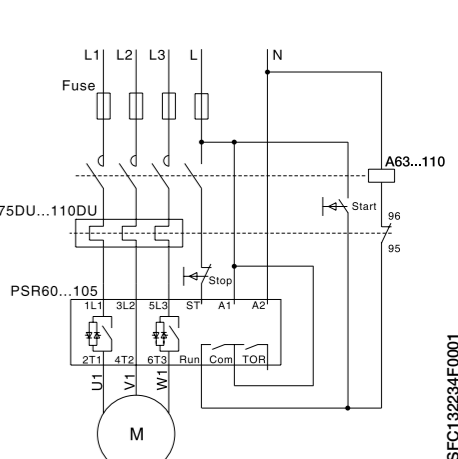 L1 L2 L3 L N
Fuse
A63...110
Start
96
75DU...110DU
95
Stop
PSR60...105
1L1 3L2 5L3 ST A1 A2
2T1 4T2 6T3 Run Com TOR
U1 V1 W1
M
SFC132234F0001